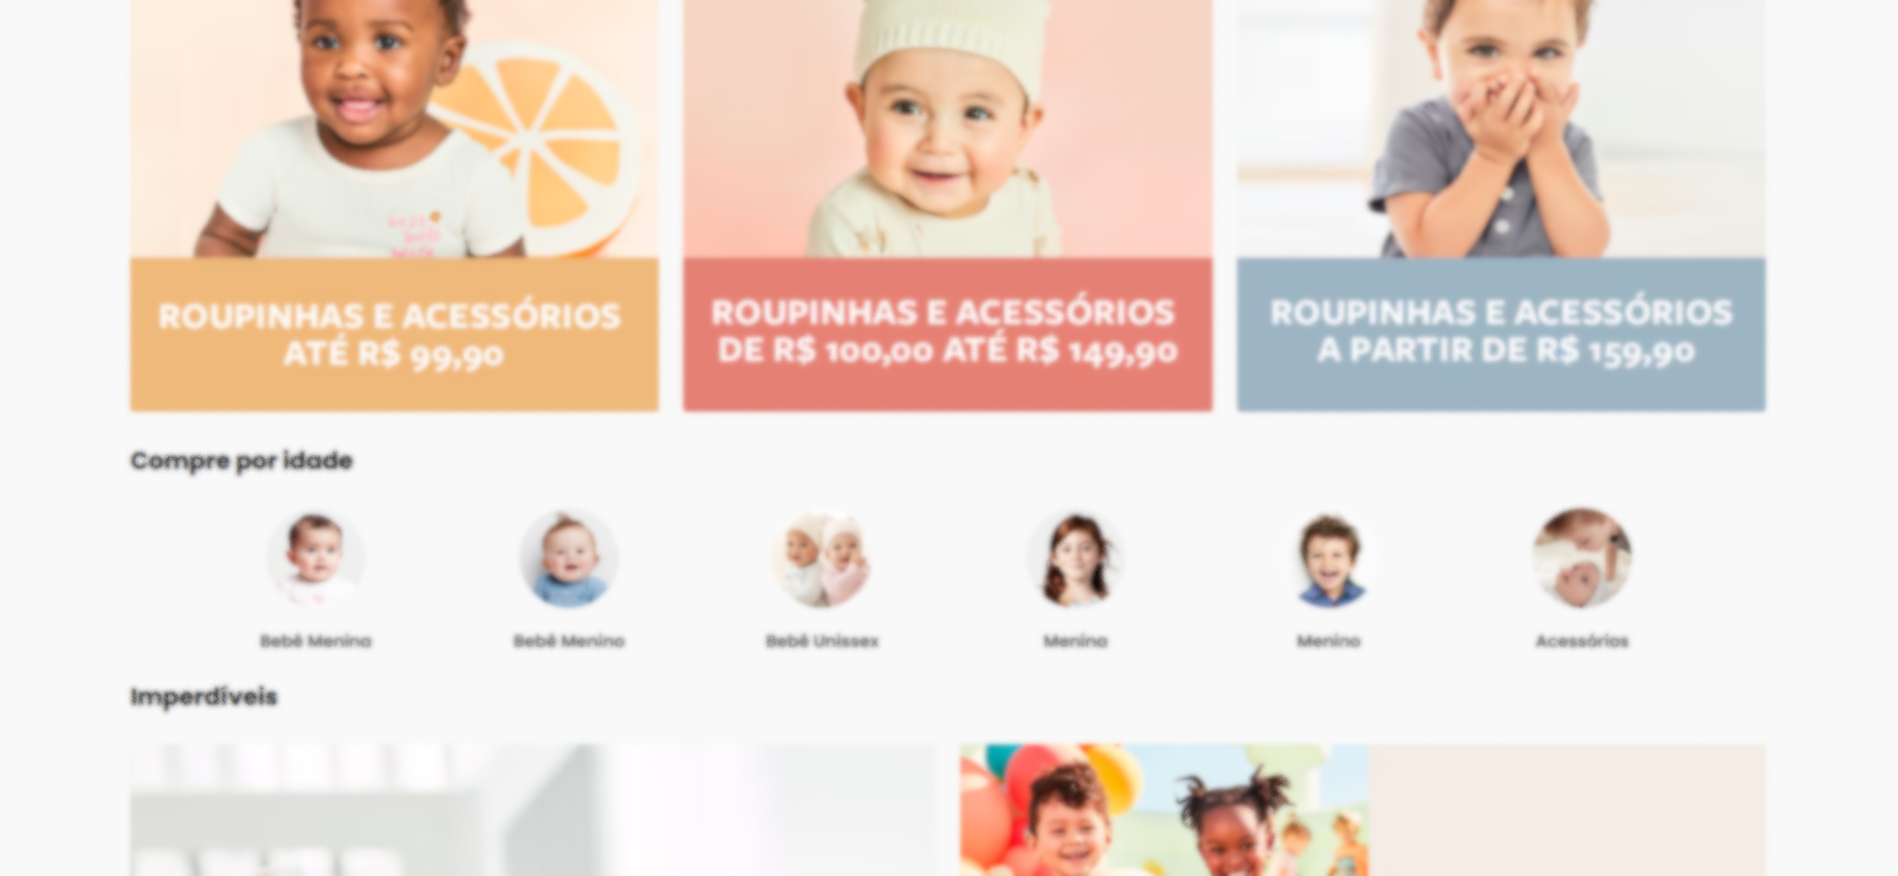 ROUPINHAS E ACESSÓRIOS
ATÉ R$ 99,90
ROUPINHAS E ACESSÓRIOS
DE R$ 100,00 ATÉ R$ 149,90
ROUPINHAS E ACESSÓRIOS
A PARTIR DE R$ 159,90
Compre por idade
Bebê Menina
Bebê Menino
Bebê Unissex
Menina
Menino
Acessórios
Imperdíveis